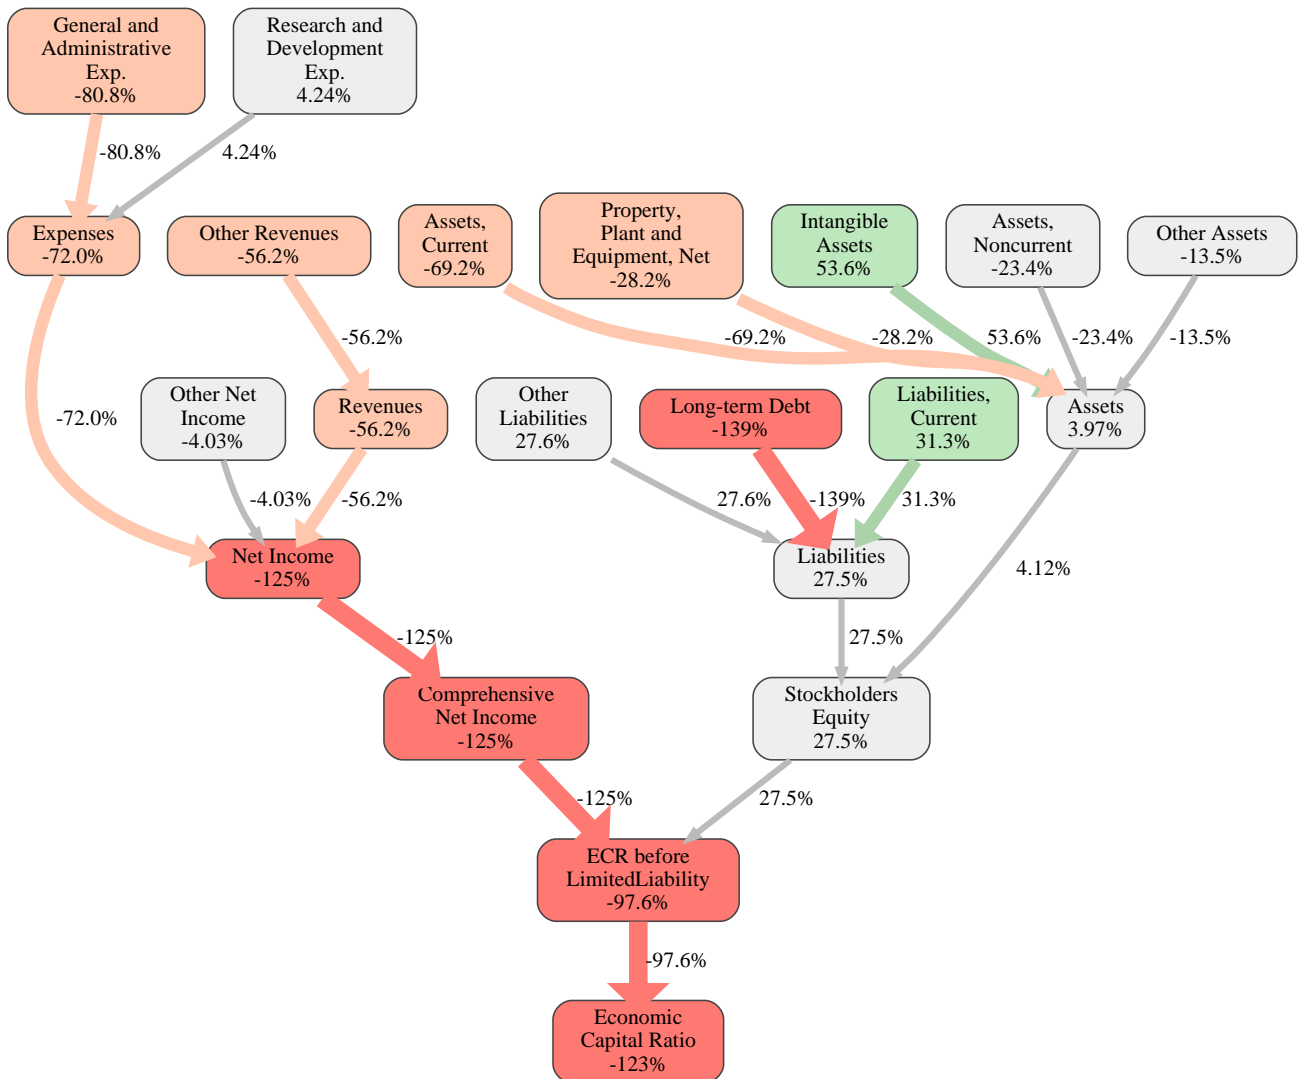 General and
Administrative
Exp.
-80.8%
Research and
Development
Exp.
4.24%
-80.8%
4.24%
Expenses
-72.0%
Other Revenues
-56.2%
Assets,
Current
-69.2%
Property,
Plant and
Equipment, Net
-28.2%
Intangible
Assets
53.6%
Assets,
Noncurrent
-23.4%
Other Assets
-13.5%
-56.2%
-69.2%
-28.2%
53.6%
-23.4%
-13.5%
-72.0%
Other Net
Income
-4.03%
Revenues
-56.2%
Other
Liabilities
27.6%
Long-term Debt
-139%
Liabilities,
Current
31.3%
Assets
3.97%
-4.03%
-56.2%
27.6%
-139%
31.3%
Net Income
-125%
Liabilities
27.5%
4.12%
-125%
27.5%
Comprehensive
Net Income
-125%
Stockholders
Equity
27.5%
-125%
27.5%
ECR before
LimitedLiability
-97.6%
-97.6%
Economic
Capital Ratio
-123%